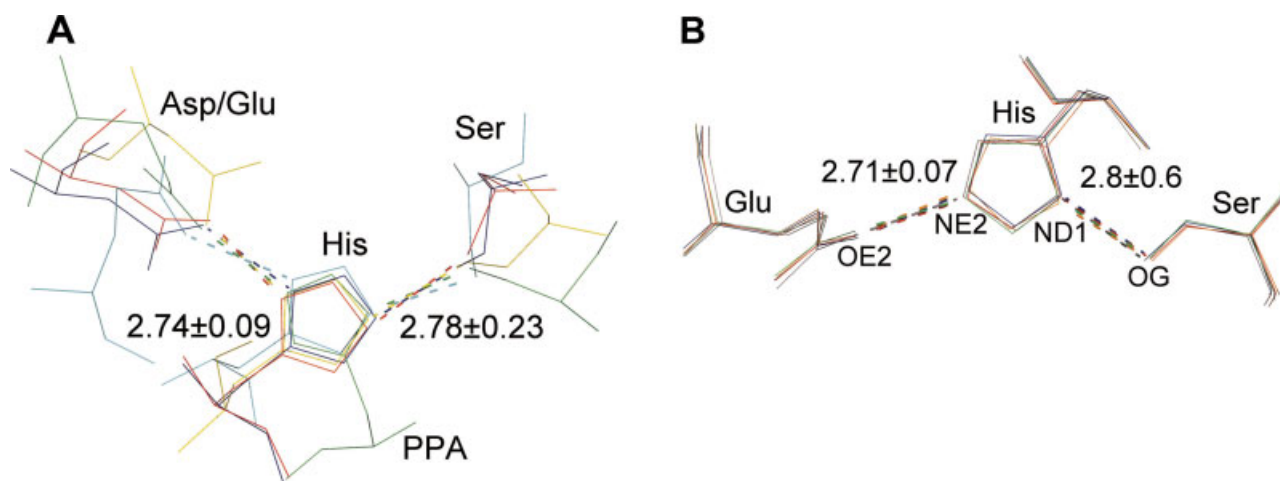 A
Asp/Glu
Ser
His
2.74±0.09
2.78±0.23
PPA
B
His
2.71±0.07
2.8±0.6
Glu
Ser
NE2
ND1
OE2
OG